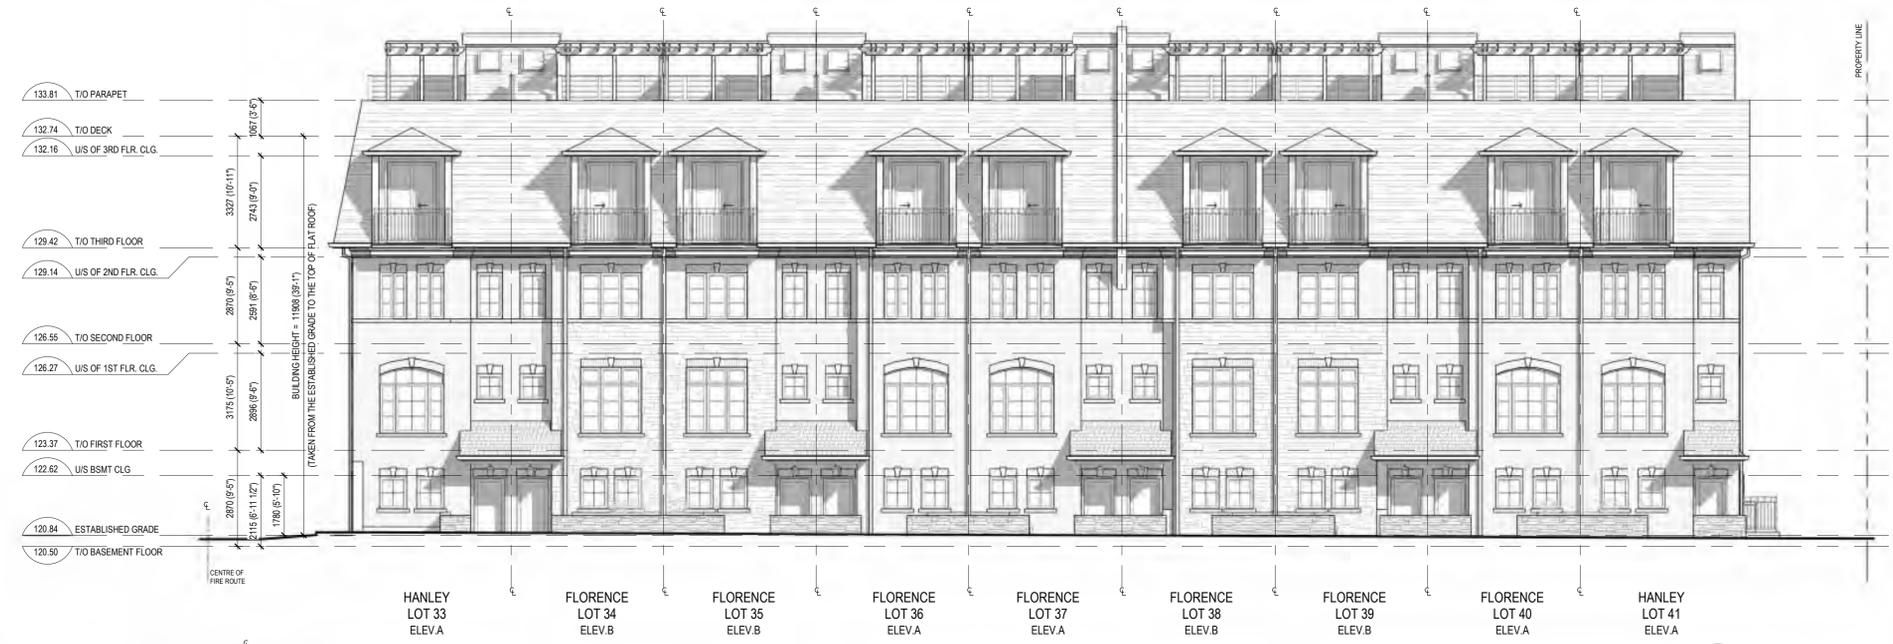 PROPERTY LINE
133.81 T/O PARAPET
132.74 T/O DECK
132.16 U/S OF 3RD FLR. CLG.
129.42 T/O THIRD FLOOR
129.14 U/S OF 2ND FLR. CLG.
126.55 T/O SECOND FLOOR
126.27 U/S OF 1ST FLR. CLG.
123.37 T/O FIRST FLOOR
122.62 U/S BSMT CLG
120.84 ESTABLISHED GRADE
120.50 T/O BASEMENT FLOOR
1067 (3'-6")
3327 (10'-11")
2743 (9'-0")
2870 (9'-5")
2591 (8'-6")
3175 (10'-5")
2896 (9'-6")
2870 (9'-5")
2115 (6'-11 1/2")
1780 (5'-10")
BUILDING HEIGHT = 11908 (39'-1")
(TAKEN FROM THE ESTABLISHED GRADE TO THE TOP OF FLAT ROOF)
CENTRE OF
FIRE ROUTE
HANLEY
LOT 33
ELEV.A
FLORENCE
LOT 34
ELEV.B
FLORENCE
LOT 35
ELEV.B
FLORENCE
LOT 36
ELEV.A
FLORENCE
LOT 37
ELEV.A
FLORENCE
LOT 38
ELEV.B
FLORENCE
LOT 39
ELEV.B
FLORENCE
LOT 40
ELEV.A
HANLEY
LOT 41
ELEV.A